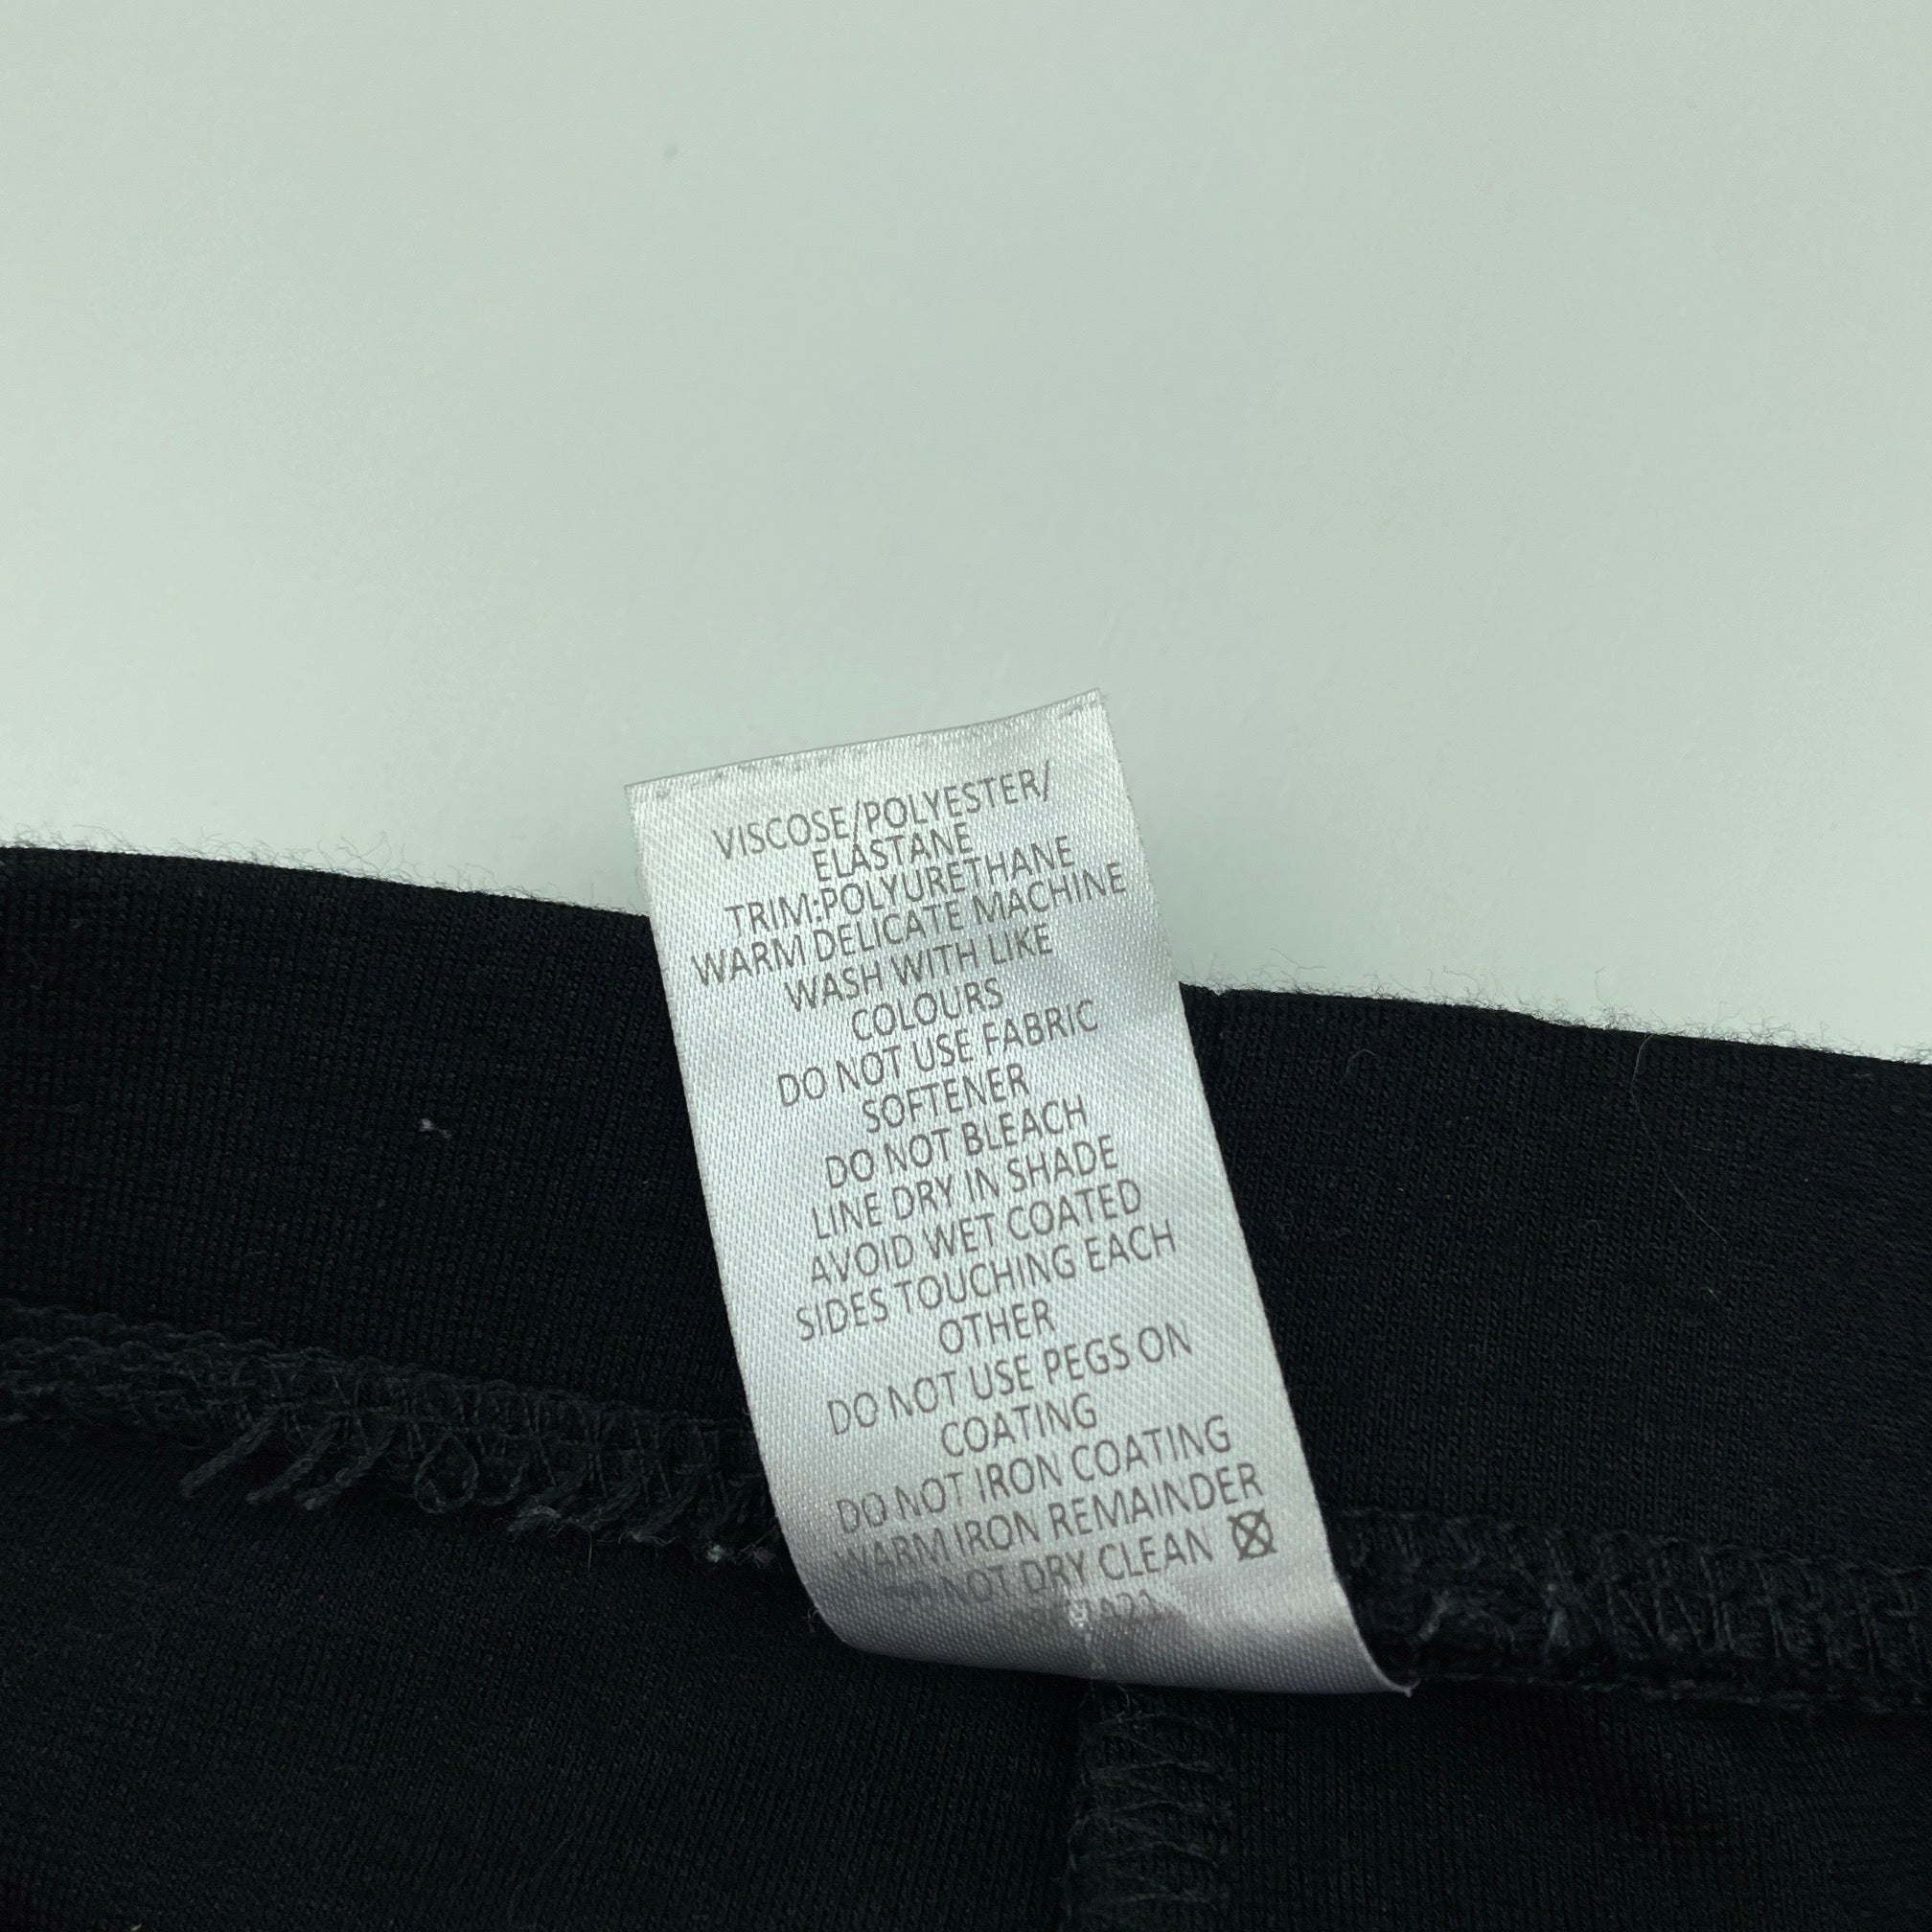 VISCOSE/POLYESTER/
ELASTANE
TRIM:POLYURETHANE
WARM DELICATE MACHINE
WASH WITH LIKE
COLOURS
DO NOT USE FABRIC
SOFTENER
DO NOT BLEACH
LINE DRY IN SHADE
AVOID WET COATED
SIDES TOUCHING EACH
OTHER
DO NOT USE PEGS ON
COATING
DO NOT IRON COATING
WARM IRON REMAINDER
DO NOT DRY CLEAN